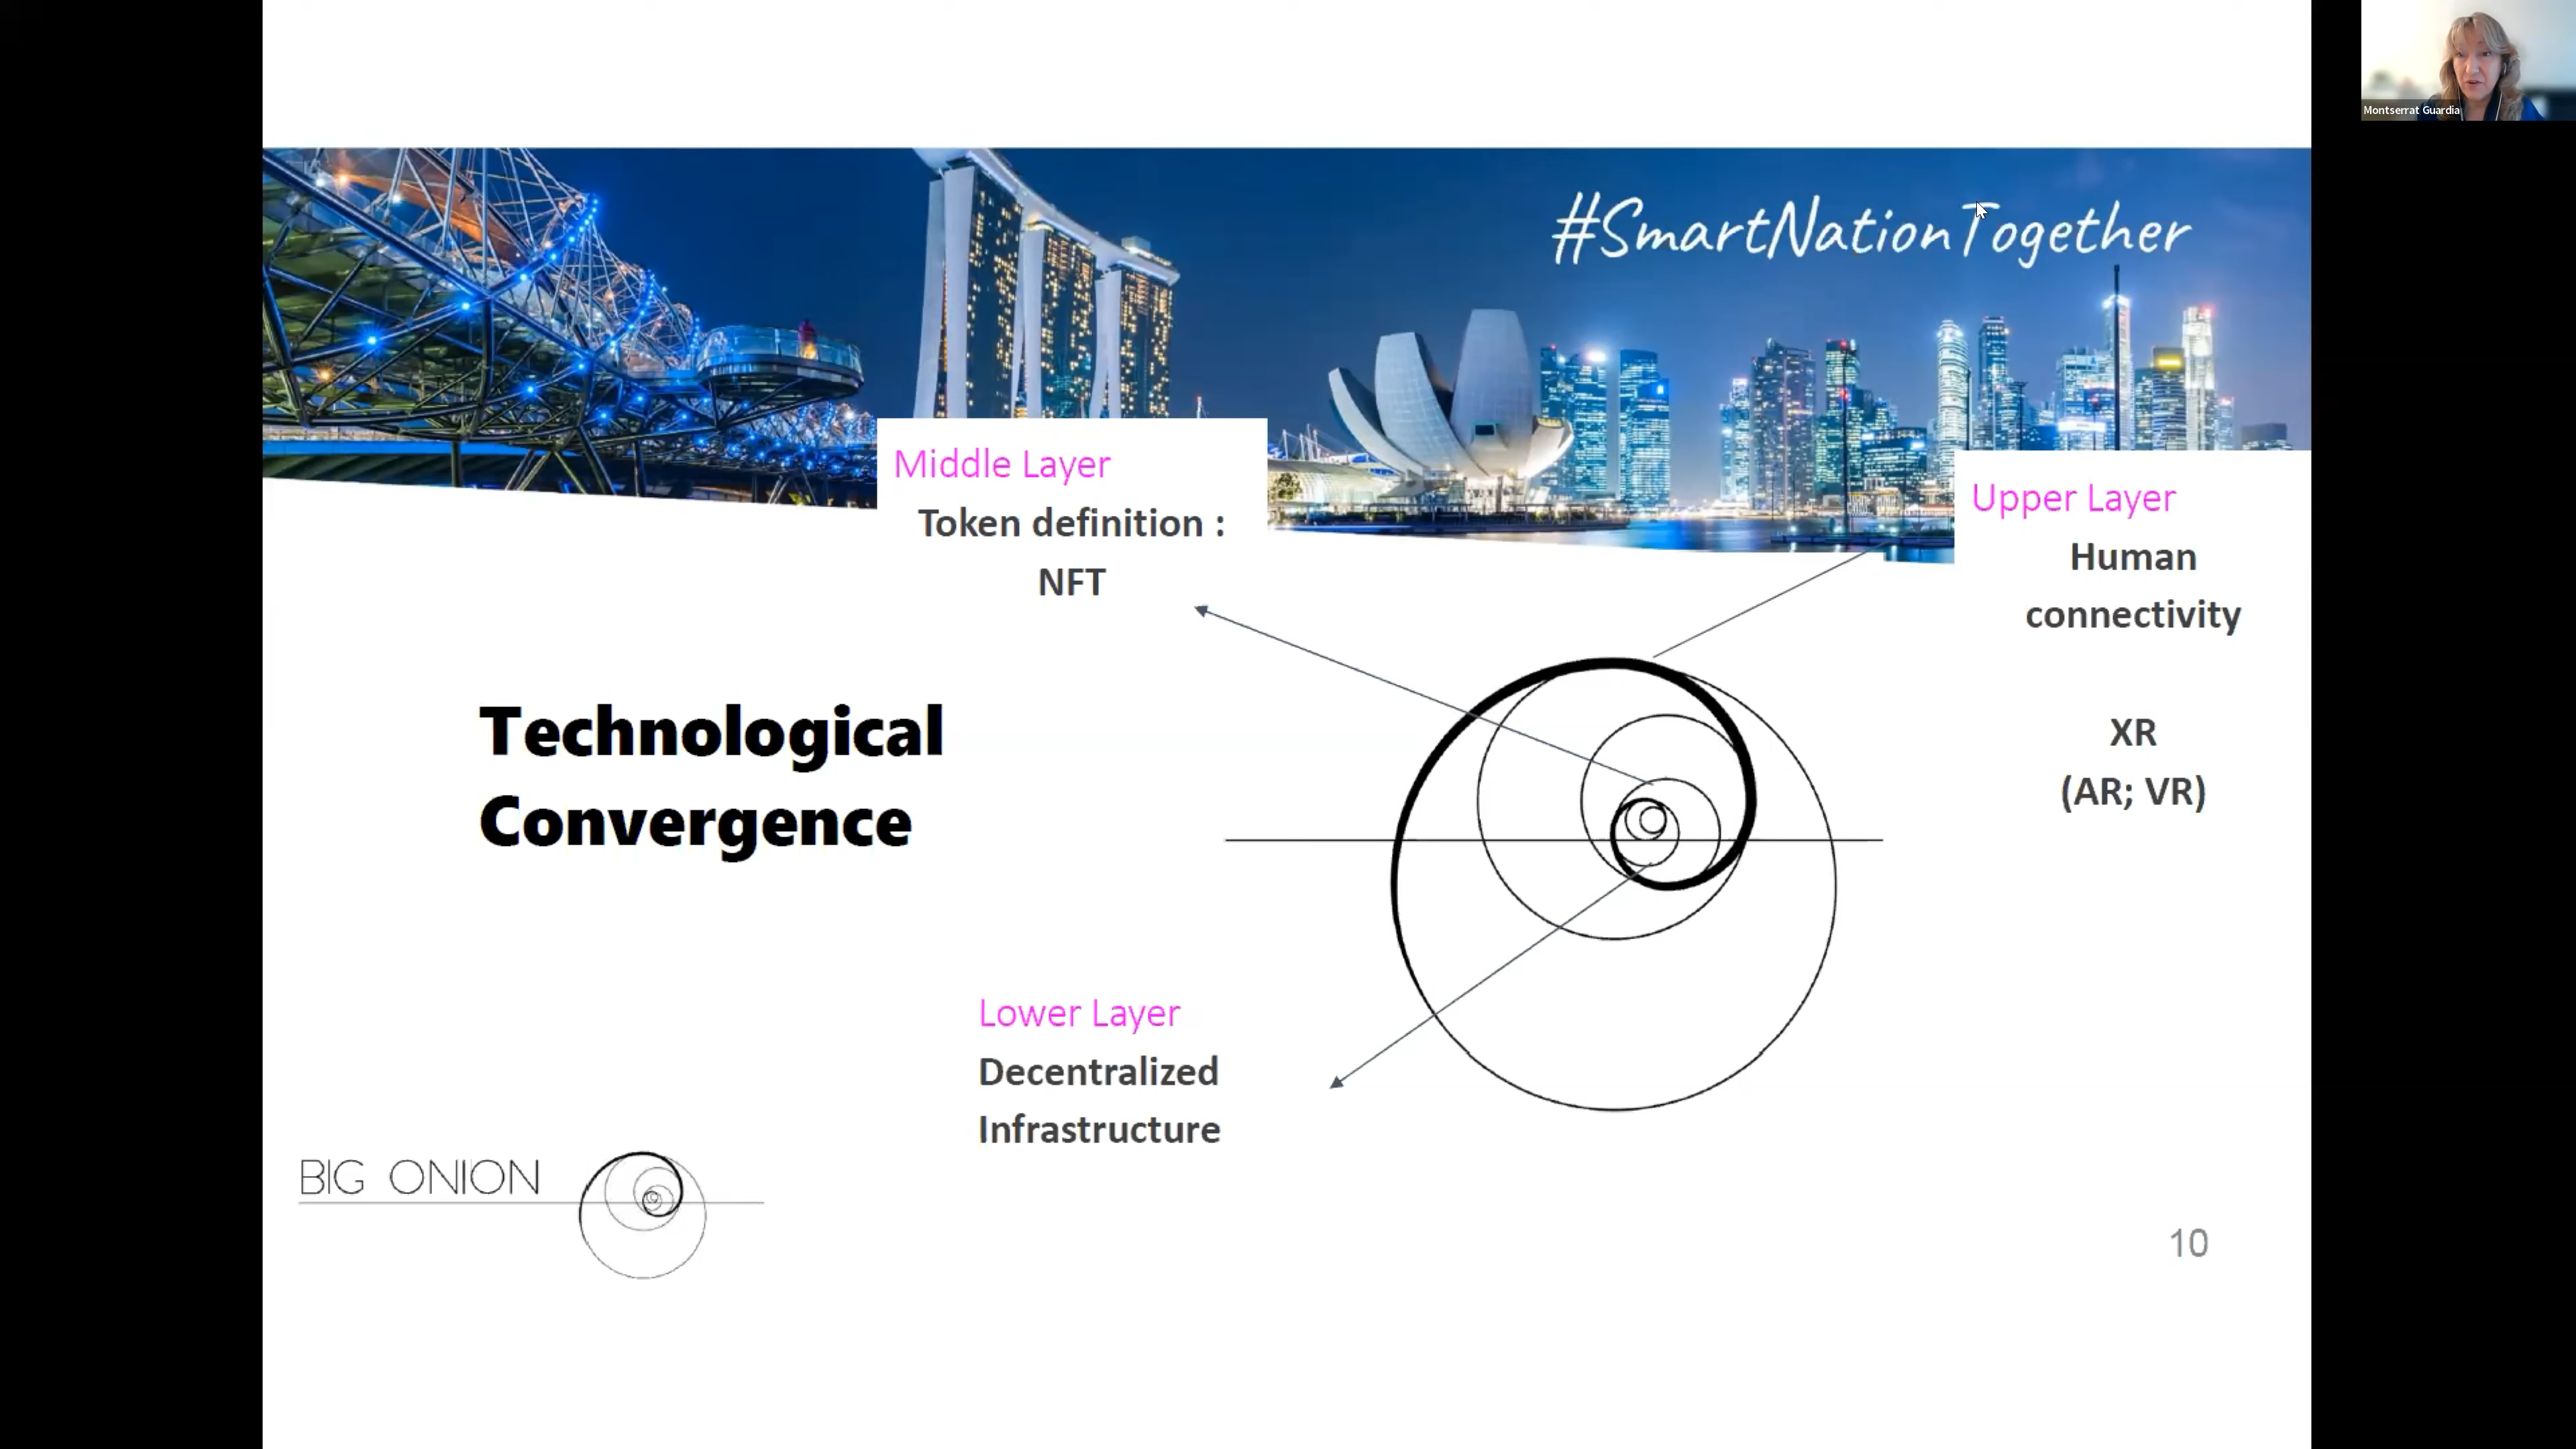 Montserrat Guardia
#SmartNationTogether
Middle Layer
Token definition :
NFT
Upper Layer
Human
connectivity
XR
(AR; VR)
Technological
Convergence
Lower Layer
Decentralized
Infrastructure
BIG ONION
10